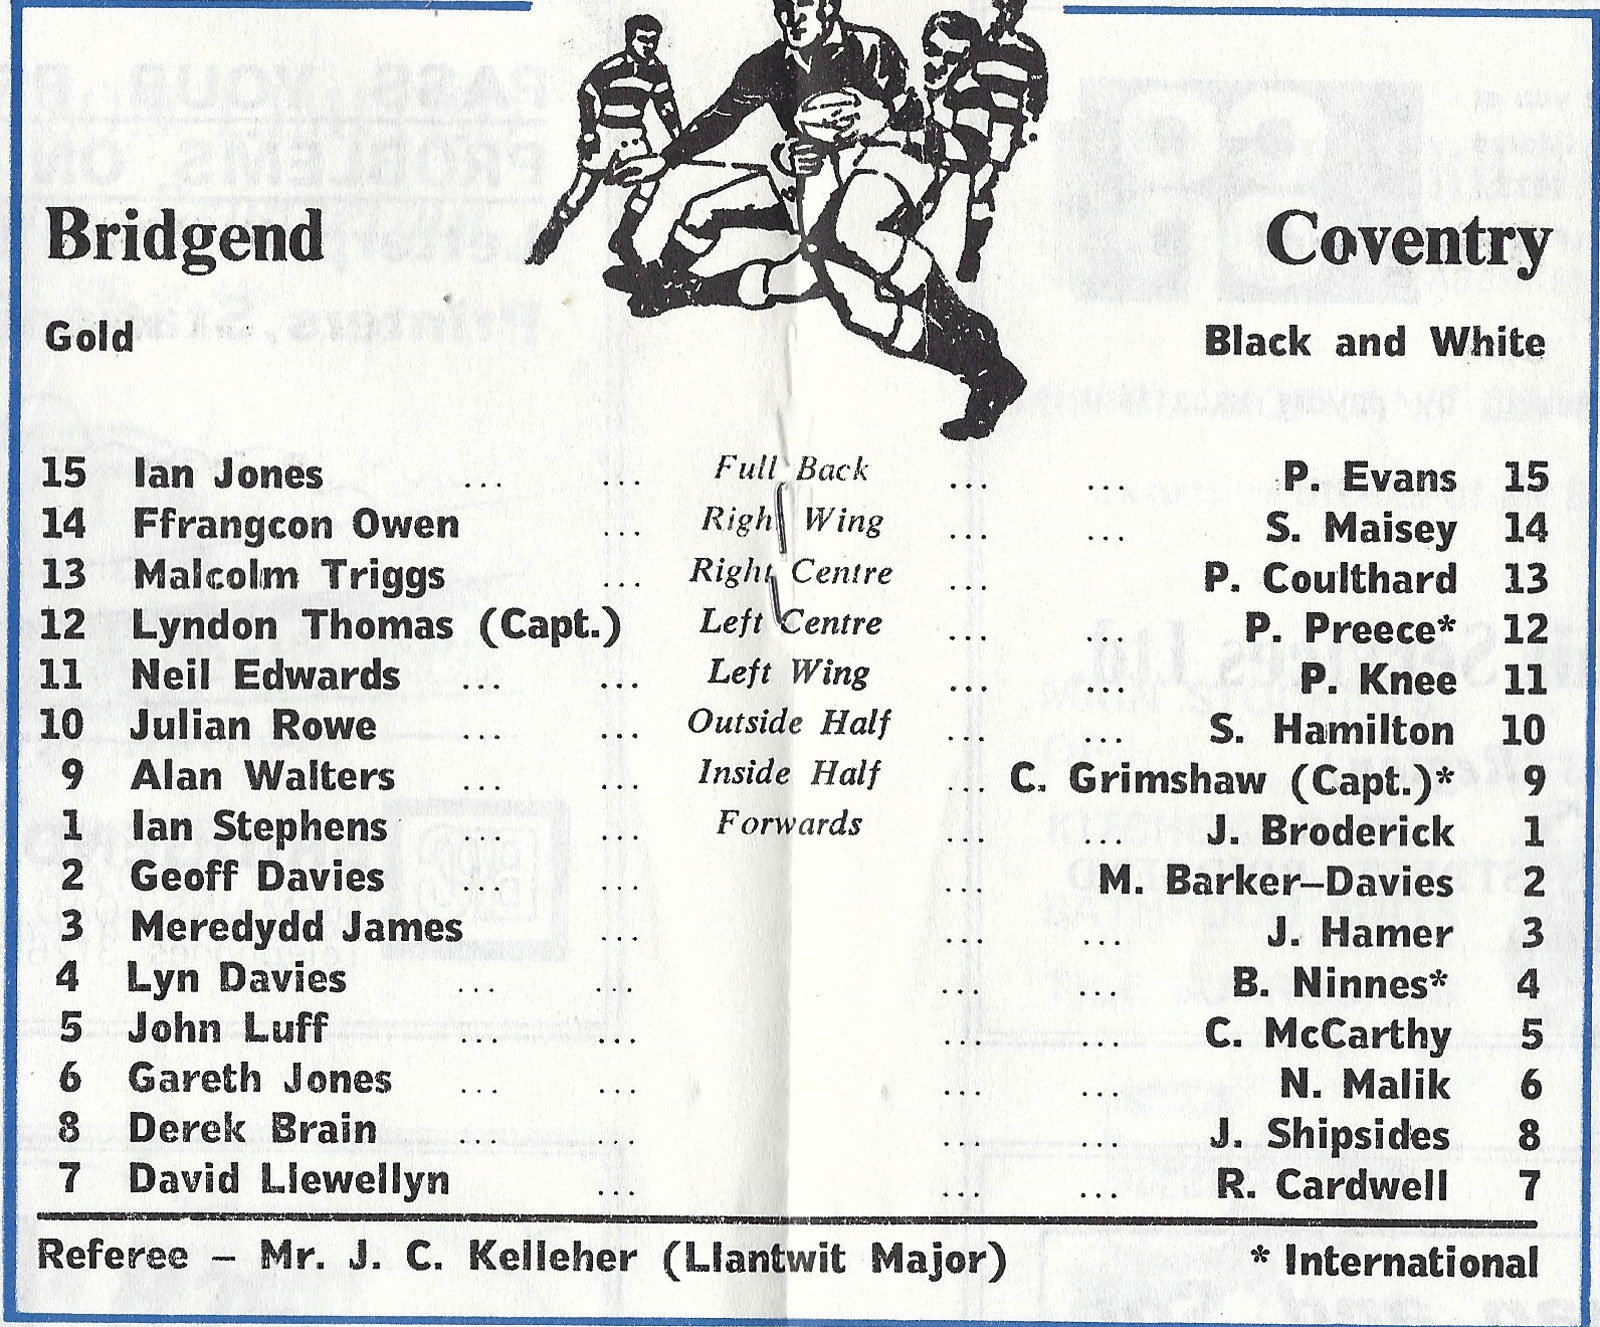 Bridgend Coventry
Gold Black and White
15 Ian Jones ... ... Full Back ... ... P. Evans 15
14 Ffrangcon Owen ... Right Wing ... ... S. Maisey 14
13 Malcolm Triggs ... Right Centre ... P. Coulthard 13
12 Lyndon Thomas (Capt.) Left Centre ... ... P. Preece* 12
11 Neil Edwards ... ... Left Wing ... ... P. Knee 11
10 Julian Rowe ... ... Outside Half ... ... S. Hamilton 10
9 Alan Walters ... ... Inside Half ... C. Grimshaw (Capt.)* 9
1 Ian Stephens ... ... Forwards ... ... J. Broderick 1
2 Geoff Davies ... ... ... M. Barker–Davies 2
3 Meredydd James ... ... ... J. Hamer 3
4 Lyn Davies ... ... ... ... B. Ninnes* 4
5 John Luff ... ... ... ... C. McCarthy 5
6 Gareth Jones ... ... ... ... N. Malik 6
8 Derek Brain ... ... ... ... J. Shipsides 8
7 David Llewellyn ... ... ... R. Cardwell 7
Referee – Mr. J. C. Kelleher (Llantwit Major) * International